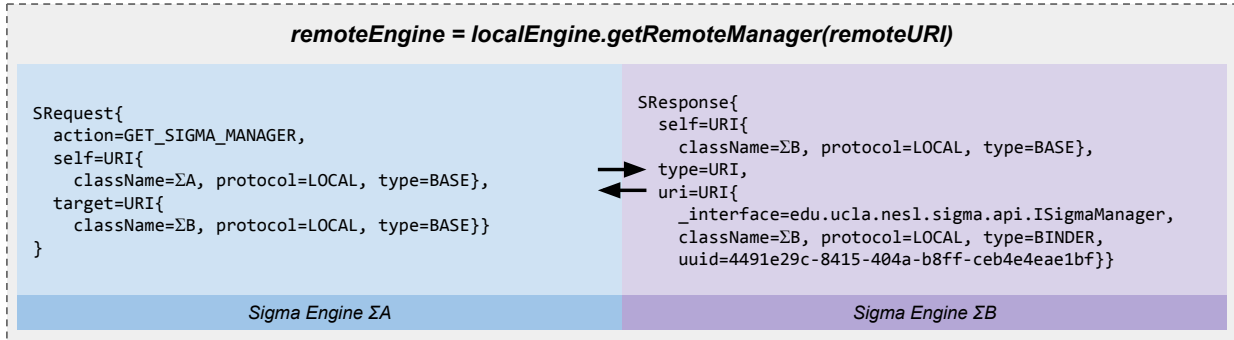 remoteEngine = localEngine.getRemoteManager(remoteURI)
SRequest{
  action=GET_SIGMA_MANAGER,
  self=URI{
    className=ΣA, protocol=LOCAL, type=BASE},
  target=URI{
    className=ΣB, protocol=LOCAL, type=BASE}}
}
Sigma Engine ΣA
SResponse{
  self=URI{
    className=ΣB, protocol=LOCAL, type=BASE},
  type=URI,
  uri=URI{
    _interface=edu.ucla.nesl.sigma.api.ISigmaManager,
    className=ΣB, protocol=LOCAL, type=BINDER,
    uuid=4491e29c-8415-404a-b8ff-ceb4e4eae1bf}}
Sigma Engine ΣB